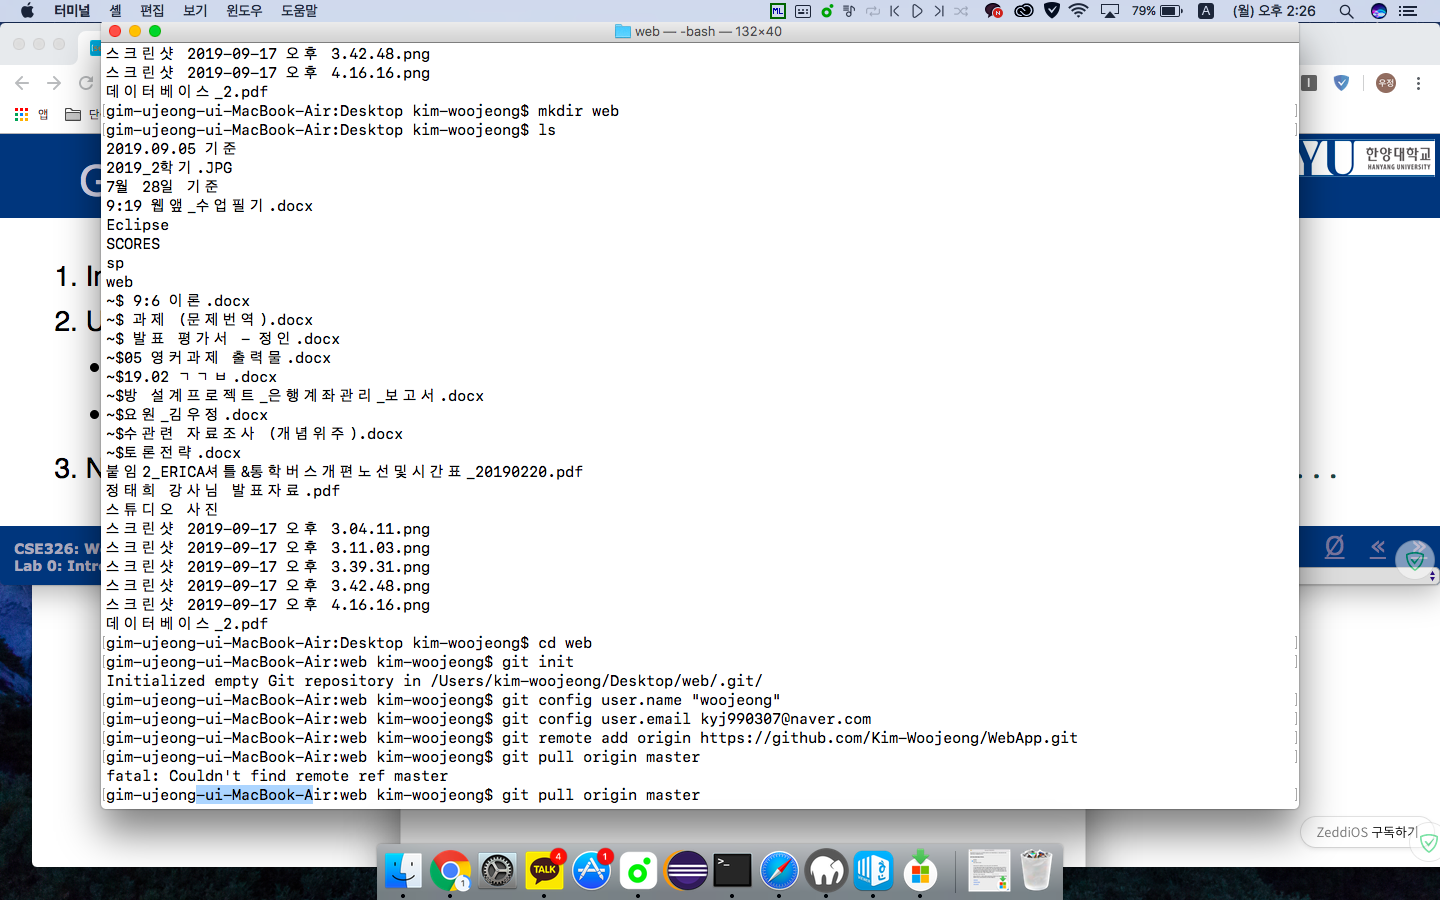 터미널 셸 편집 보기 윈도우 도움말 79% (월) 오후 2:26
web — -bash — 132×40
스크린샷 2019-09-17 오후 3.42.48.png
스크린샷 2019-09-17 오후 4.16.16.png
데이터베이스_2.pdf
gim-ujeong-ui-MacBook-Air:Desktop kim-woojeong$ mkdir web
gim-ujeong-ui-MacBook-Air:Desktop kim-woojeong$ ls
2019.09.05 기준
2019_2학기.JPG
7월 28일 기준
9:19 웹앺_수업필기.docx
Eclipse
SCORES
sp
web
~$ 9:6 이론.docx
~$ 과제 (문제번역).docx
~$ 발표 평가서 - 정인.docx
~$05 영커과제 출력물.docx
~$19.02 ㄱㄱㅂ.docx
~$방 설계프로젝트_은행계좌관리_보고서.docx
~$요원_김우정.docx
~$수관련 자료조사 (개념위주).docx
~$토론전략.docx
붙임2_ERICA셔틀&통학버스개편노선및시간표_20190220.pdf
정태희 강사님 발표자료.pdf
스튜디오 사진
스크린샷 2019-09-17 오후 3.04.11.png
스크린샷 2019-09-17 오후 3.11.03.png
스크린샷 2019-09-17 오후 3.39.31.png
스크린샷 2019-09-17 오후 3.42.48.png
스크린샷 2019-09-17 오후 4.16.16.png
데이터베이스_2.pdf
gim-ujeong-ui-MacBook-Air:Desktop kim-woojeong$ cd web
gim-ujeong-ui-MacBook-Air:web kim-woojeong$ git init
Initialized empty Git repository in /Users/kim-woojeong/Desktop/web/.git/
gim-ujeong-ui-MacBook-Air:web kim-woojeong$ git config user.name "woojeong"
gim-ujeong-ui-MacBook-Air:web kim-woojeong$ git config user.email kyj990307@naver.com
gim-ujeong-ui-MacBook-Air:web kim-woojeong$ git remote add origin https://github.com/Kim-Woojeong/WebApp.git
gim-ujeong-ui-MacBook-Air:web kim-woojeong$ git pull origin master
fatal: Couldn't find remote ref master
gim-ujeong-ui-MacBook-Air:web kim-woojeong$ git pull origin master
앱
우정
YU 한양대학교
HANYANG UNIVERSITY
1.
2.
3.
...
CSE326:
Lab 0:
ZeddiOS 구독하기
TALK
4
1